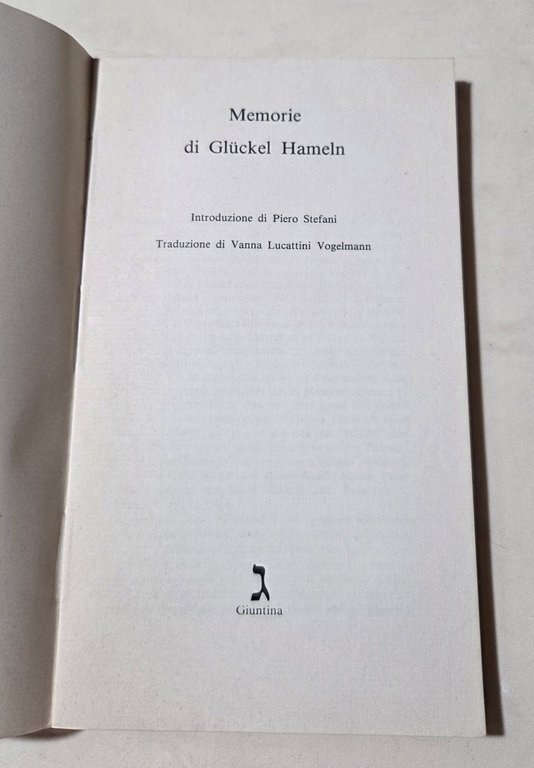 Memorie
di Glückel Hameln
Introduzione di Piero Stefani
Traduzione di Vanna Lucattini Vogelmann
ג
Giuntina